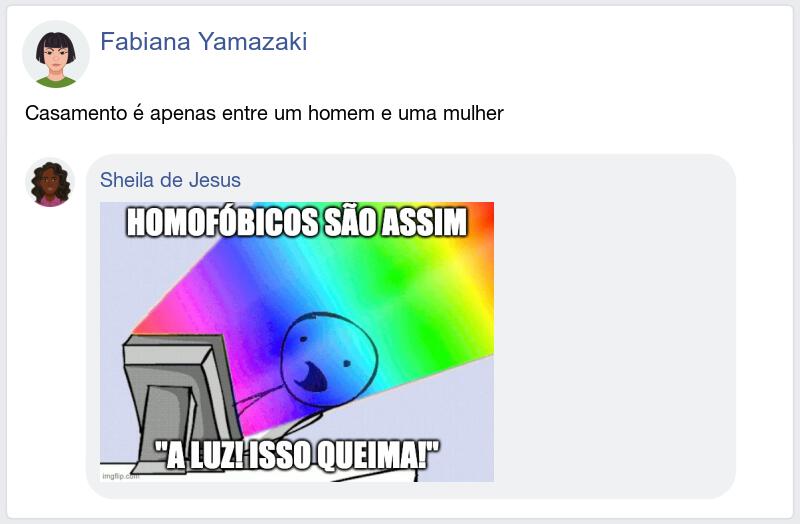 Fabiana Yamazaki
Casamento é apenas entre um homem e uma mulher
Sheila de Jesus
HOMOFÓBICOS SÃO ASSIM
"A LUZ! ISSO QUEIMA!"
imgflip.com